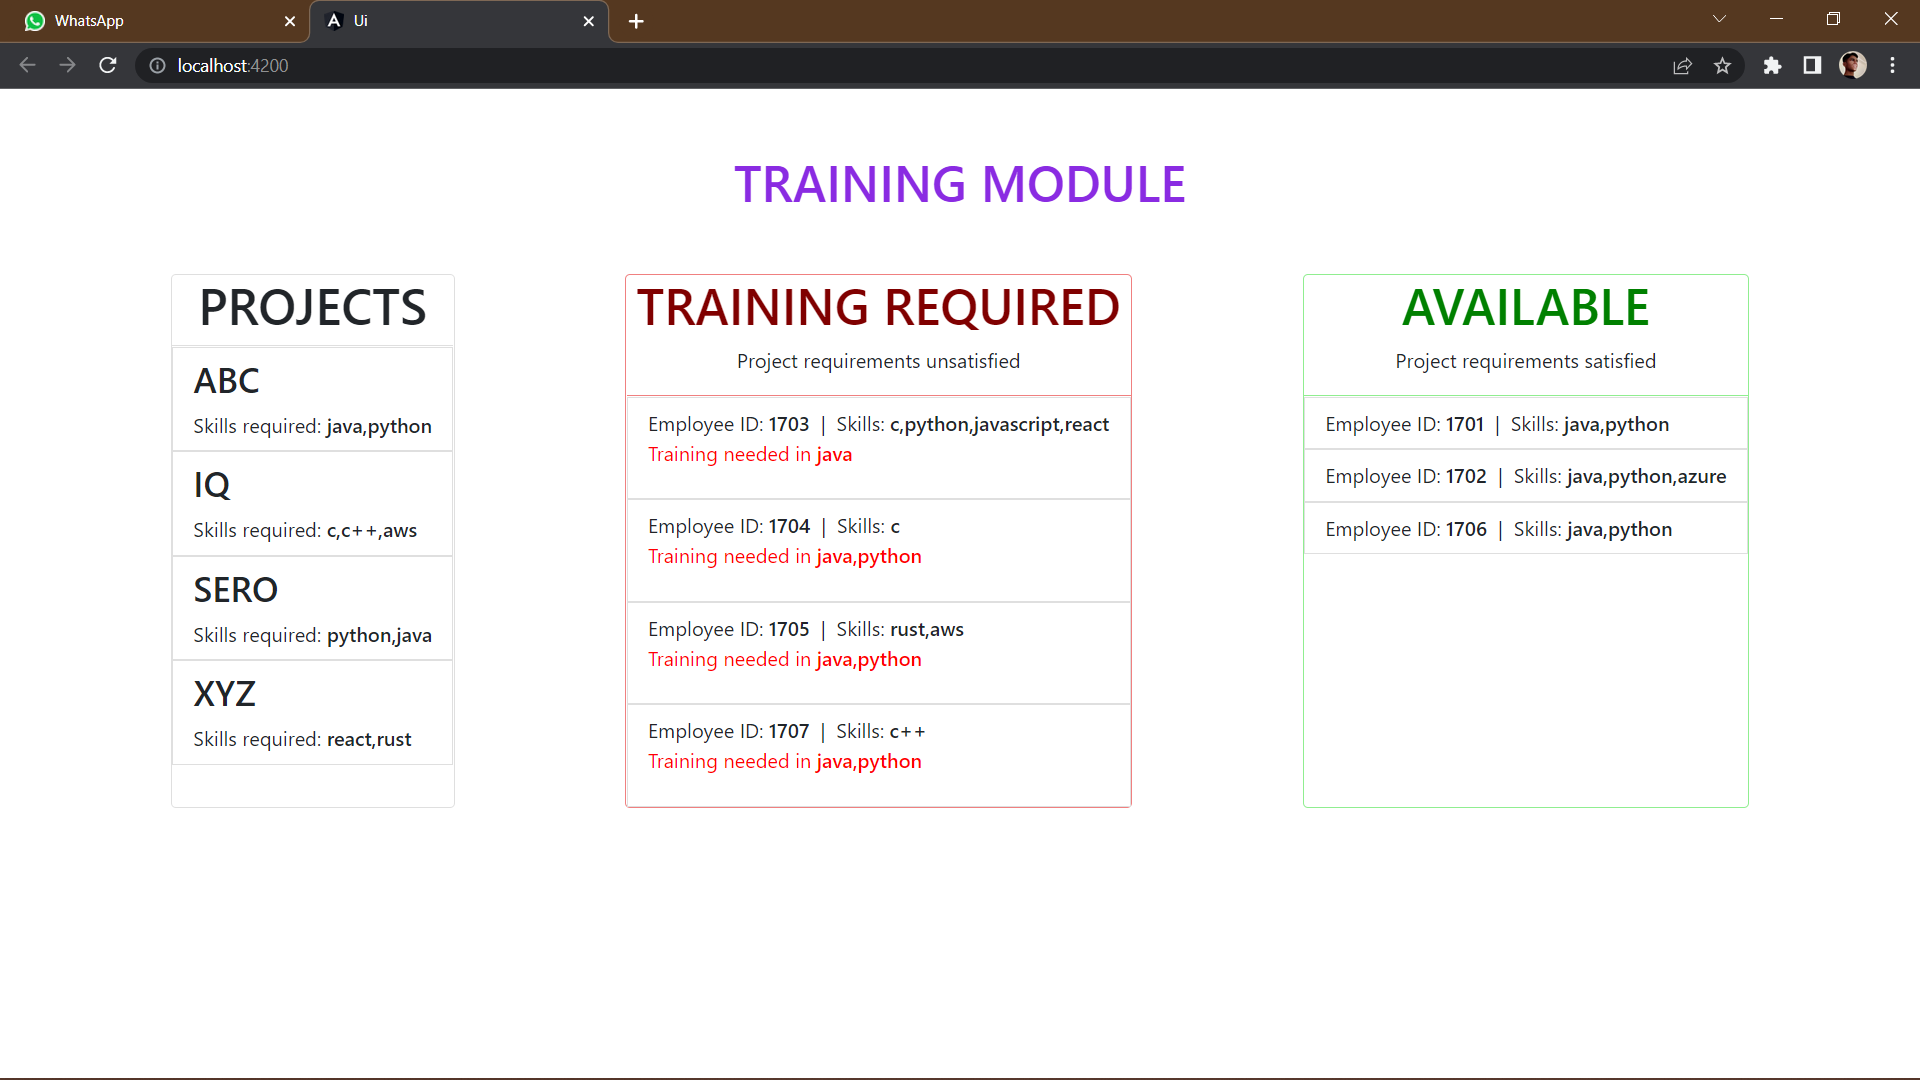 WhatsApp
Ui
localhost:4200
TRAINING MODULE
PROJECTS
ABC
Skills required: java,python
IQ
Skills required: c,c++,aws
SERO
Skills required: python,java
XYZ
Skills required: react,rust
TRAINING REQUIRED
Project requirements unsatisfied
Employee ID: 1703 | Skills: c,python,javascript,react
Training needed in java
Employee ID: 1704 | Skills: c
Training needed in java,python
Employee ID: 1705 | Skills: rust,aws
Training needed in java,python
Employee ID: 1707 | Skills: c++
Training needed in java,python
AVAILABLE
Project requirements satisfied
Employee ID: 1701 | Skills: java,python
Employee ID: 1702 | Skills: java,python,azure
Employee ID: 1706 | Skills: java,python